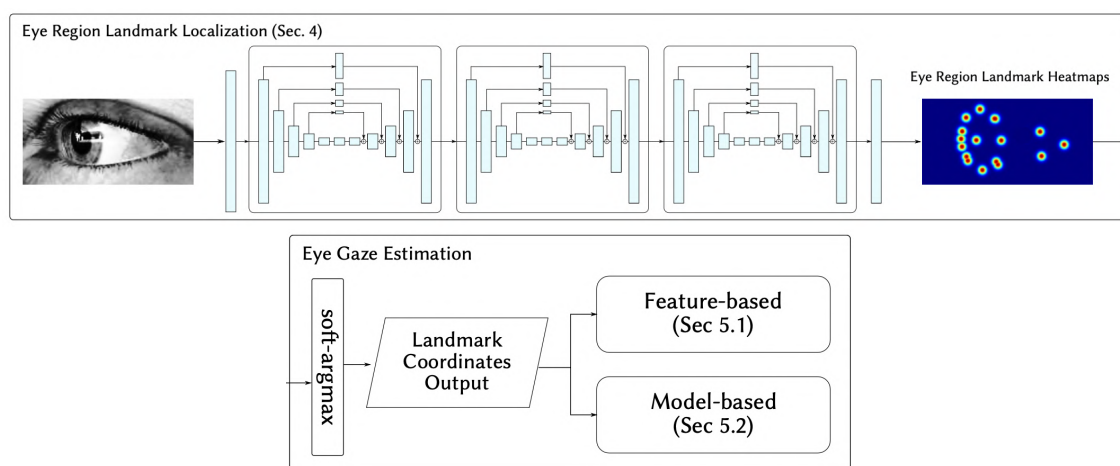 Eye Region Landmark Localization (Sec. 4)
Eye Region Landmark Heatmaps
Eye Gaze Estimation
soft-argmax
Landmark
Coordinates
Output
Feature-based
(Sec 5.1)
Model-based
(Sec 5.2)